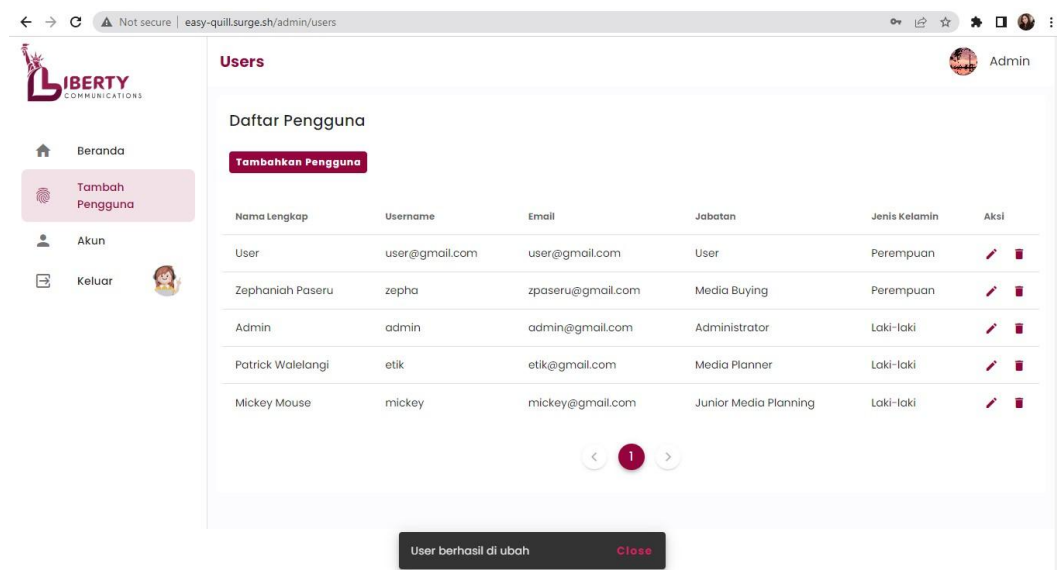 Not secure | easy-quill.surge.sh/admin/users
LIBERTY
COMMUNICATIONS
Users
Admin
Beranda
Tambah
Pengguna
Akun
Keluar
Daftar Pengguna
Tambahkan Pengguna
Nama Lengkap Username Email Jabatan Jenis Kelamin Aksi
User user@gmail.com user@gmail.com User Perempuan
Zephaniah Paseru zepha zpaseru@gmail.com Media Buying Perempuan
Admin admin admin@gmail.com Administrator Laki-laki
Patrick Walelangi etik etik@gmail.com Media Planner Laki-laki
Mickey Mouse mickey mickey@gmail.com Junior Media Planning Laki-laki
< 1 >
User berhasil di ubah Close